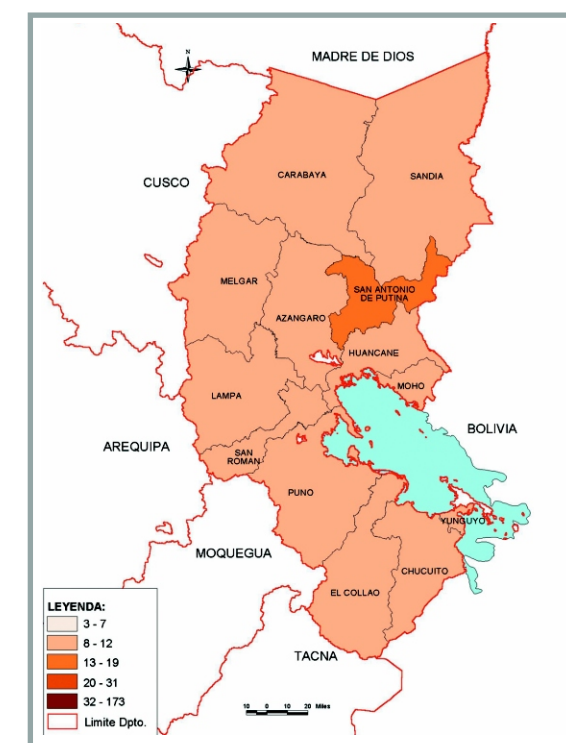 N
MADRE DE DIOS
CUSCO
CARABAYA
SANDIA
MELGAR
SAN ANTONIO
DE PUTINA
AZANGARO
HUANCANE
LAMPA
MOHO
BOLIVIA
AREQUIPA
SAN
ROMAN
PUNO
YUNGUYO
MOQUEGUA
CHUCUITO
EL COLLAO
LEYENDA:
3 - 7
8 - 12
13 - 19
20 - 31
32 - 173
Limite Dpto.
TACNA
10 0 10 20 Miles